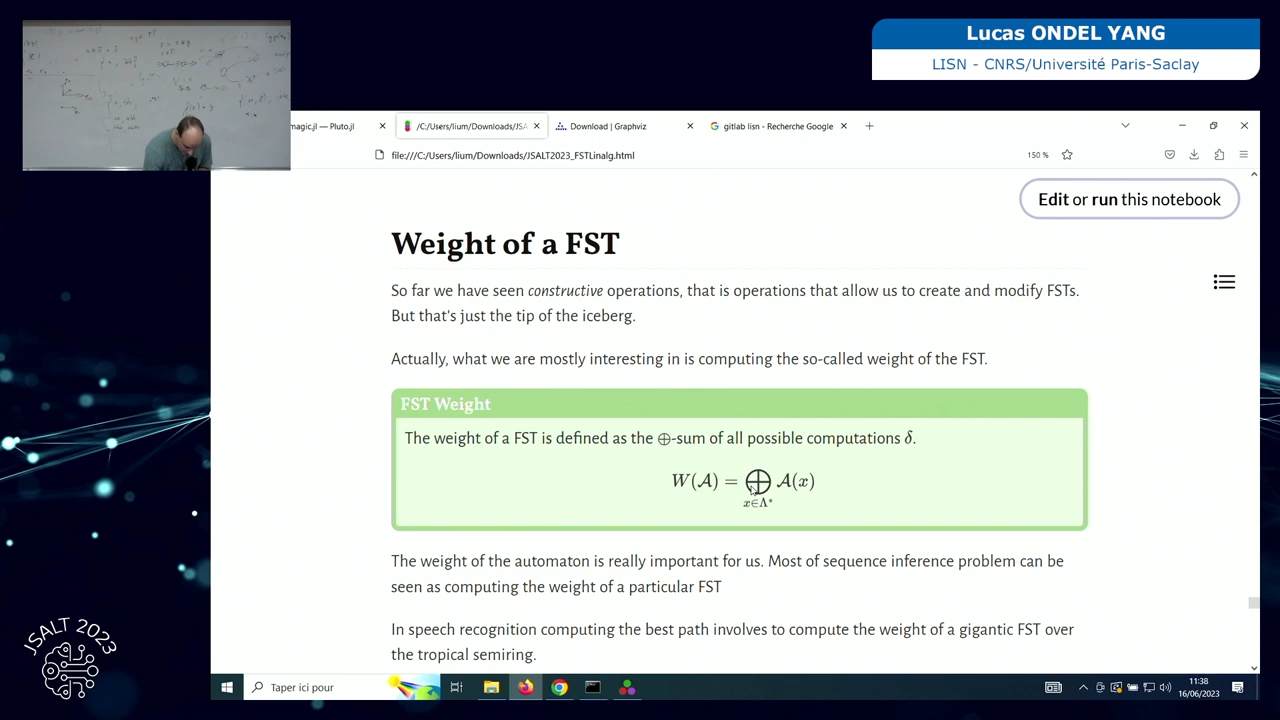 Lucas ONDEL YANG
LISN - CNRS/Université Paris-Saclay
magic.jl — Pluto.jl
/C:/Users/lium/Downloads/JSA
Download | Graphviz
gitlab lisn - Recherche Google
file:///C:/Users/lium/Downloads/JSALT2023_FSTLinalg.html
150 %
Edit or run this notebook
Weight of a FST
So far we have seen constructive operations, that is operations that allow us to create and modify FSTs.
But that's just the tip of the iceberg.
Actually, what we are mostly interesting in is computing the so-called weight of the FST.
FST Weight
The weight of a FST is defined as the ⊕-sum of all possible computations δ.
W(𝒜) = ⨁ 𝒜(x)
x∈Λ*
The weight of the automaton is really important for us. Most of sequence inference problem can be
seen as computing the weight of a particular FST
In speech recognition computing the best path involves to compute the weight of a gigantic FST over
the tropical semiring.
JSALT 2023
Taper ici pour
11:38
16/06/2023